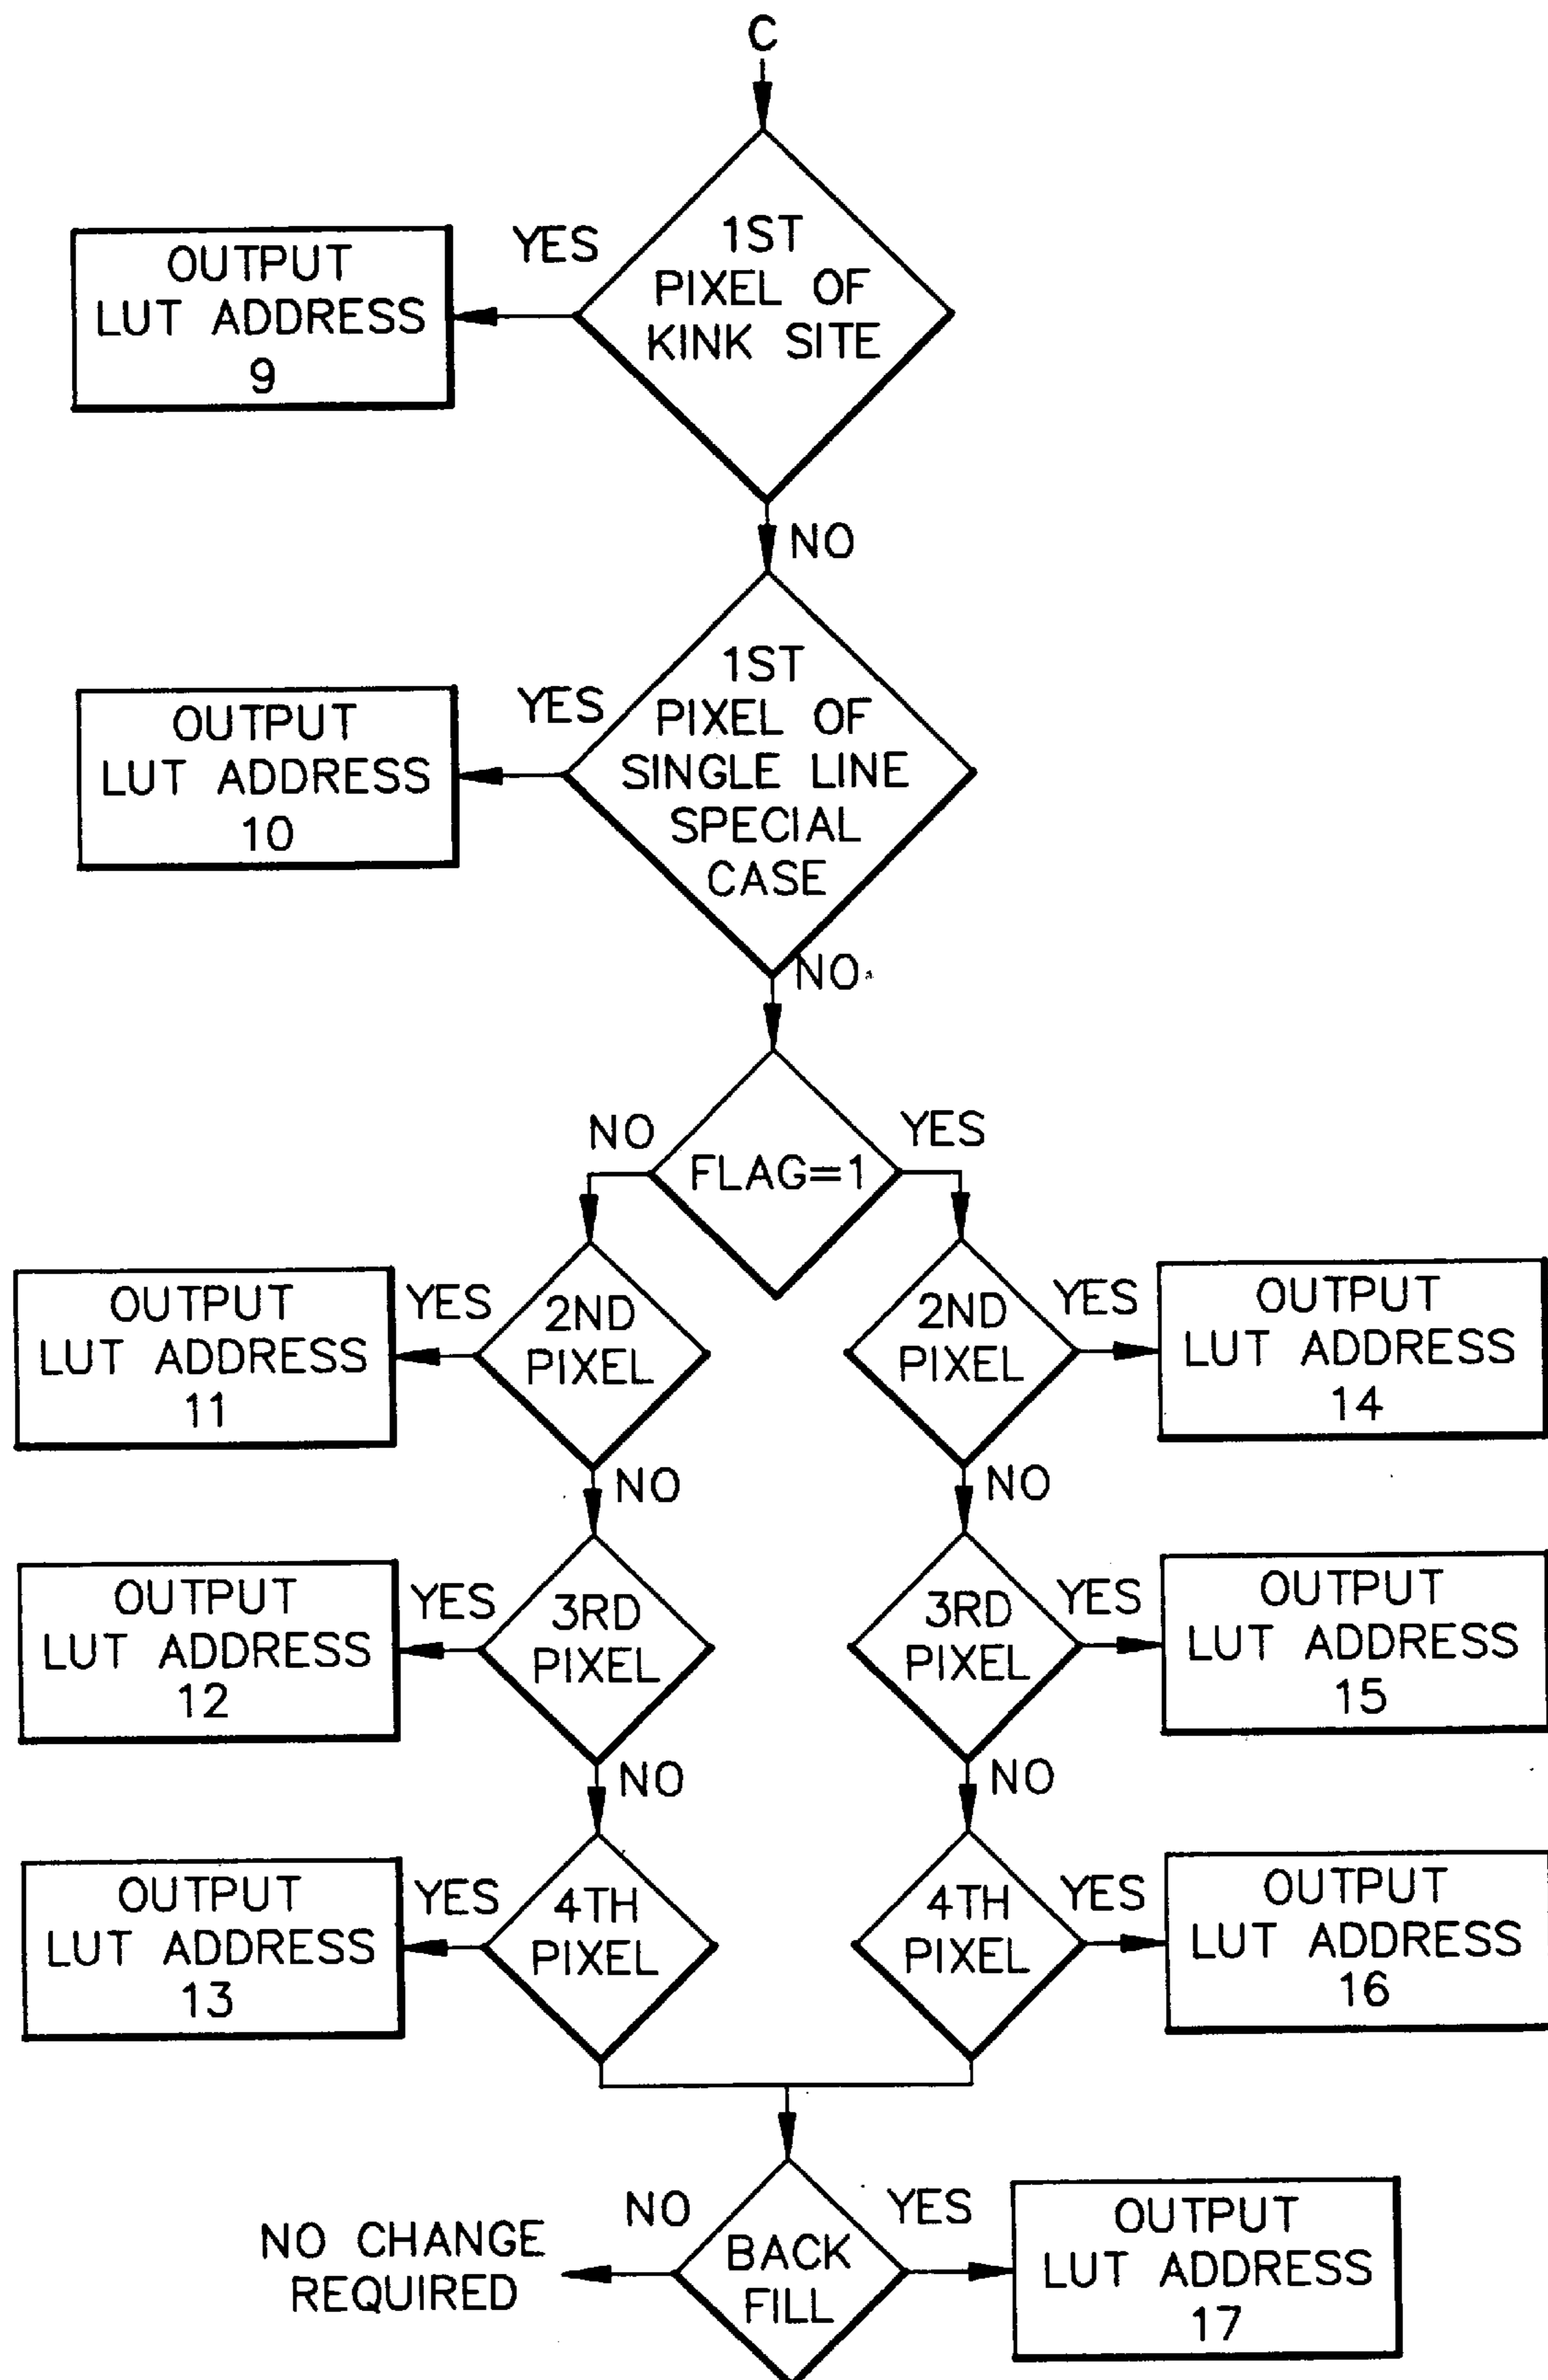 C
1ST
PIXEL OF
KINK SITE
YES
OUTPUT
LUT ADDRESS
9
NO
1ST
PIXEL OF
SINGLE LINE
SPECIAL
CASE
YES
OUTPUT
LUT ADDRESS
10
NO
FLAG=1
NO
YES
2ND
PIXEL
YES
OUTPUT
LUT ADDRESS
11
NO
3RD
PIXEL
YES
OUTPUT
LUT ADDRESS
12
NO
4TH
PIXEL
YES
OUTPUT
LUT ADDRESS
13
2ND
PIXEL
YES
OUTPUT
LUT ADDRESS
14
NO
3RD
PIXEL
YES
OUTPUT
LUT ADDRESS
15
NO
4TH
PIXEL
YES
OUTPUT
LUT ADDRESS
16
BACK
FILL
NO
NO CHANGE
REQUIRED
YES
OUTPUT
LUT ADDRESS
17